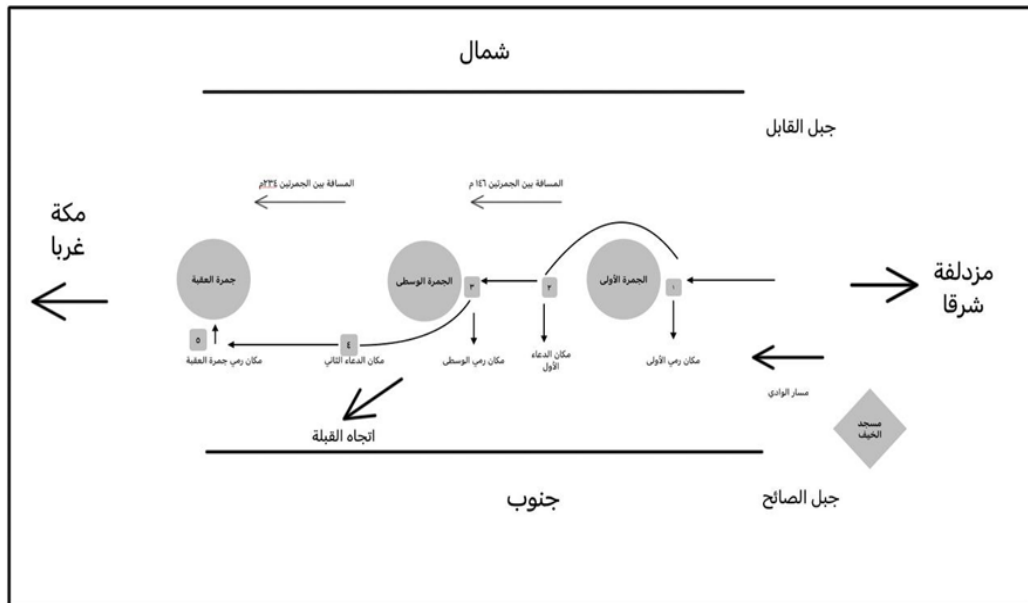 شمال
جبل القابل
المسافة بين الجمرتين ١٤٦ م
المسافة بين الجمرتين ٢٣٤م
مكة
غربا
مزدلفة
شرقا
الجمرة الأولى
الجمرة الوسطى
جمرة العقبة
١
٢
٣
٤
٥
مكان رمي الأولى
مكان الدعاء
الأول
مكان رمي الوسطى
مكان الدعاء الثاني
مكان رمي جمرة العقبة
مسار الوادي
مسجد
الخيف
اتجاه القبلة
جبل الصائح
جنوب